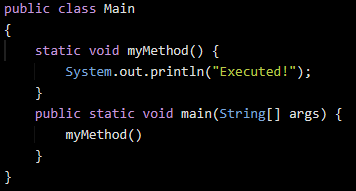 public class Main
{
    static void myMethod() {
        System.out.println("Executed!");
    }
    public static void main(String[] args) {
        myMethod()
    }
}